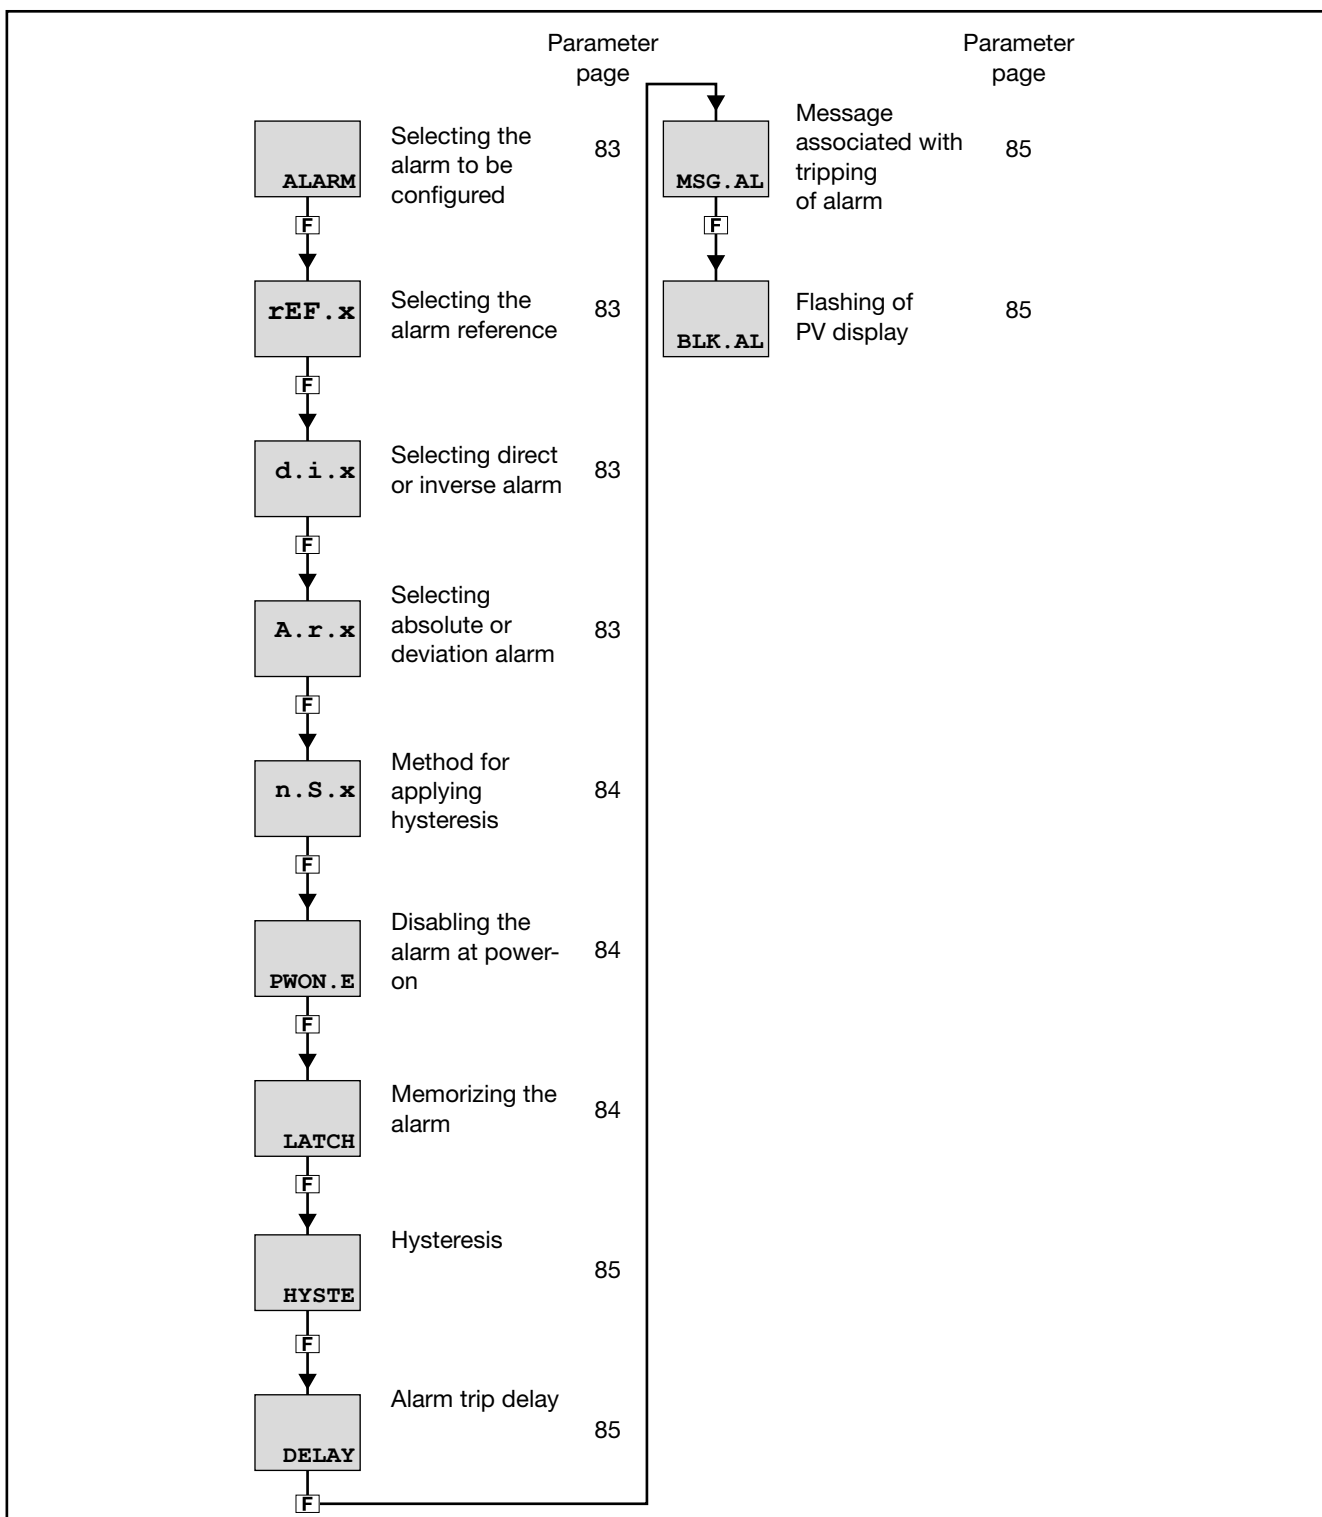 Parameter
page
ALARM
Selecting the
alarm to be
configured
83
F
rEF.x
Selecting the
alarm reference
83
F
d.i.x
Selecting direct
or inverse alarm
83
F
A.r.x
Selecting
absolute or
deviation alarm
83
F
n.S.x
Method for
applying
hysteresis
84
F
PWON.E
Disabling the
alarm at power-
on
84
F
LATCH
Memorizing the
alarm
84
F
HYSTE
Hysteresis
85
F
DELAY
Alarm trip delay
85
F
Parameter
page
MSG.AL
Message
associated with
tripping
of alarm
85
F
BLK.AL
Flashing of
PV display
85